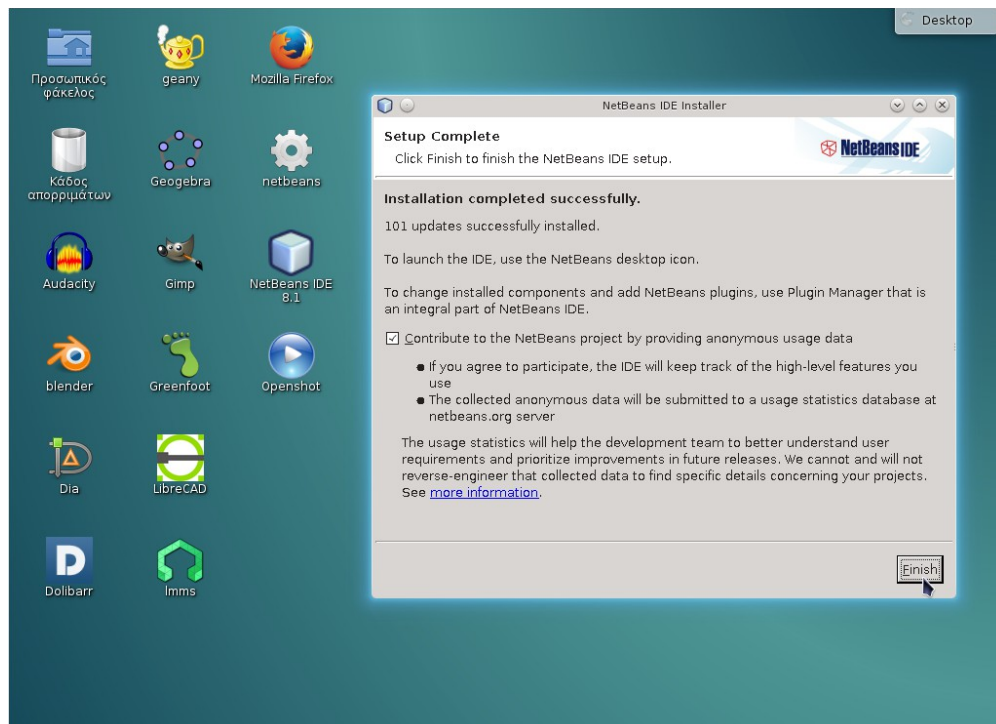 Desktop
Προσωπικός
φάκελος
geany
Mozilla Firefox
Κάδος
απορριμάτων
Geogebra
netbeans
Audacity
Gimp
NetBeans IDE
8.1
blender
Greenfoot
Openshot
Dia
LibreCAD
Dolibarr
lmms
NetBeans IDE Installer
Setup Complete
Click Finish to finish the NetBeans IDE setup.
NetBeans IDE
Installation completed successfully.
101 updates successfully installed.
To launch the IDE, use the NetBeans desktop icon.
To change installed components and add NetBeans plugins, use Plugin Manager that is
an integral part of NetBeans IDE.
Contribute to the NetBeans project by providing anonymous usage data
If you agree to participate, the IDE will keep track of the high-level features you
use
The collected anonymous data will be submitted to a usage statistics database at
netbeans.org server
The usage statistics will help the development team to better understand user
requirements and prioritize improvements in future releases. We cannot and will not
reverse-engineer that collected data to find specific details concerning your projects.
See more information.
Finish